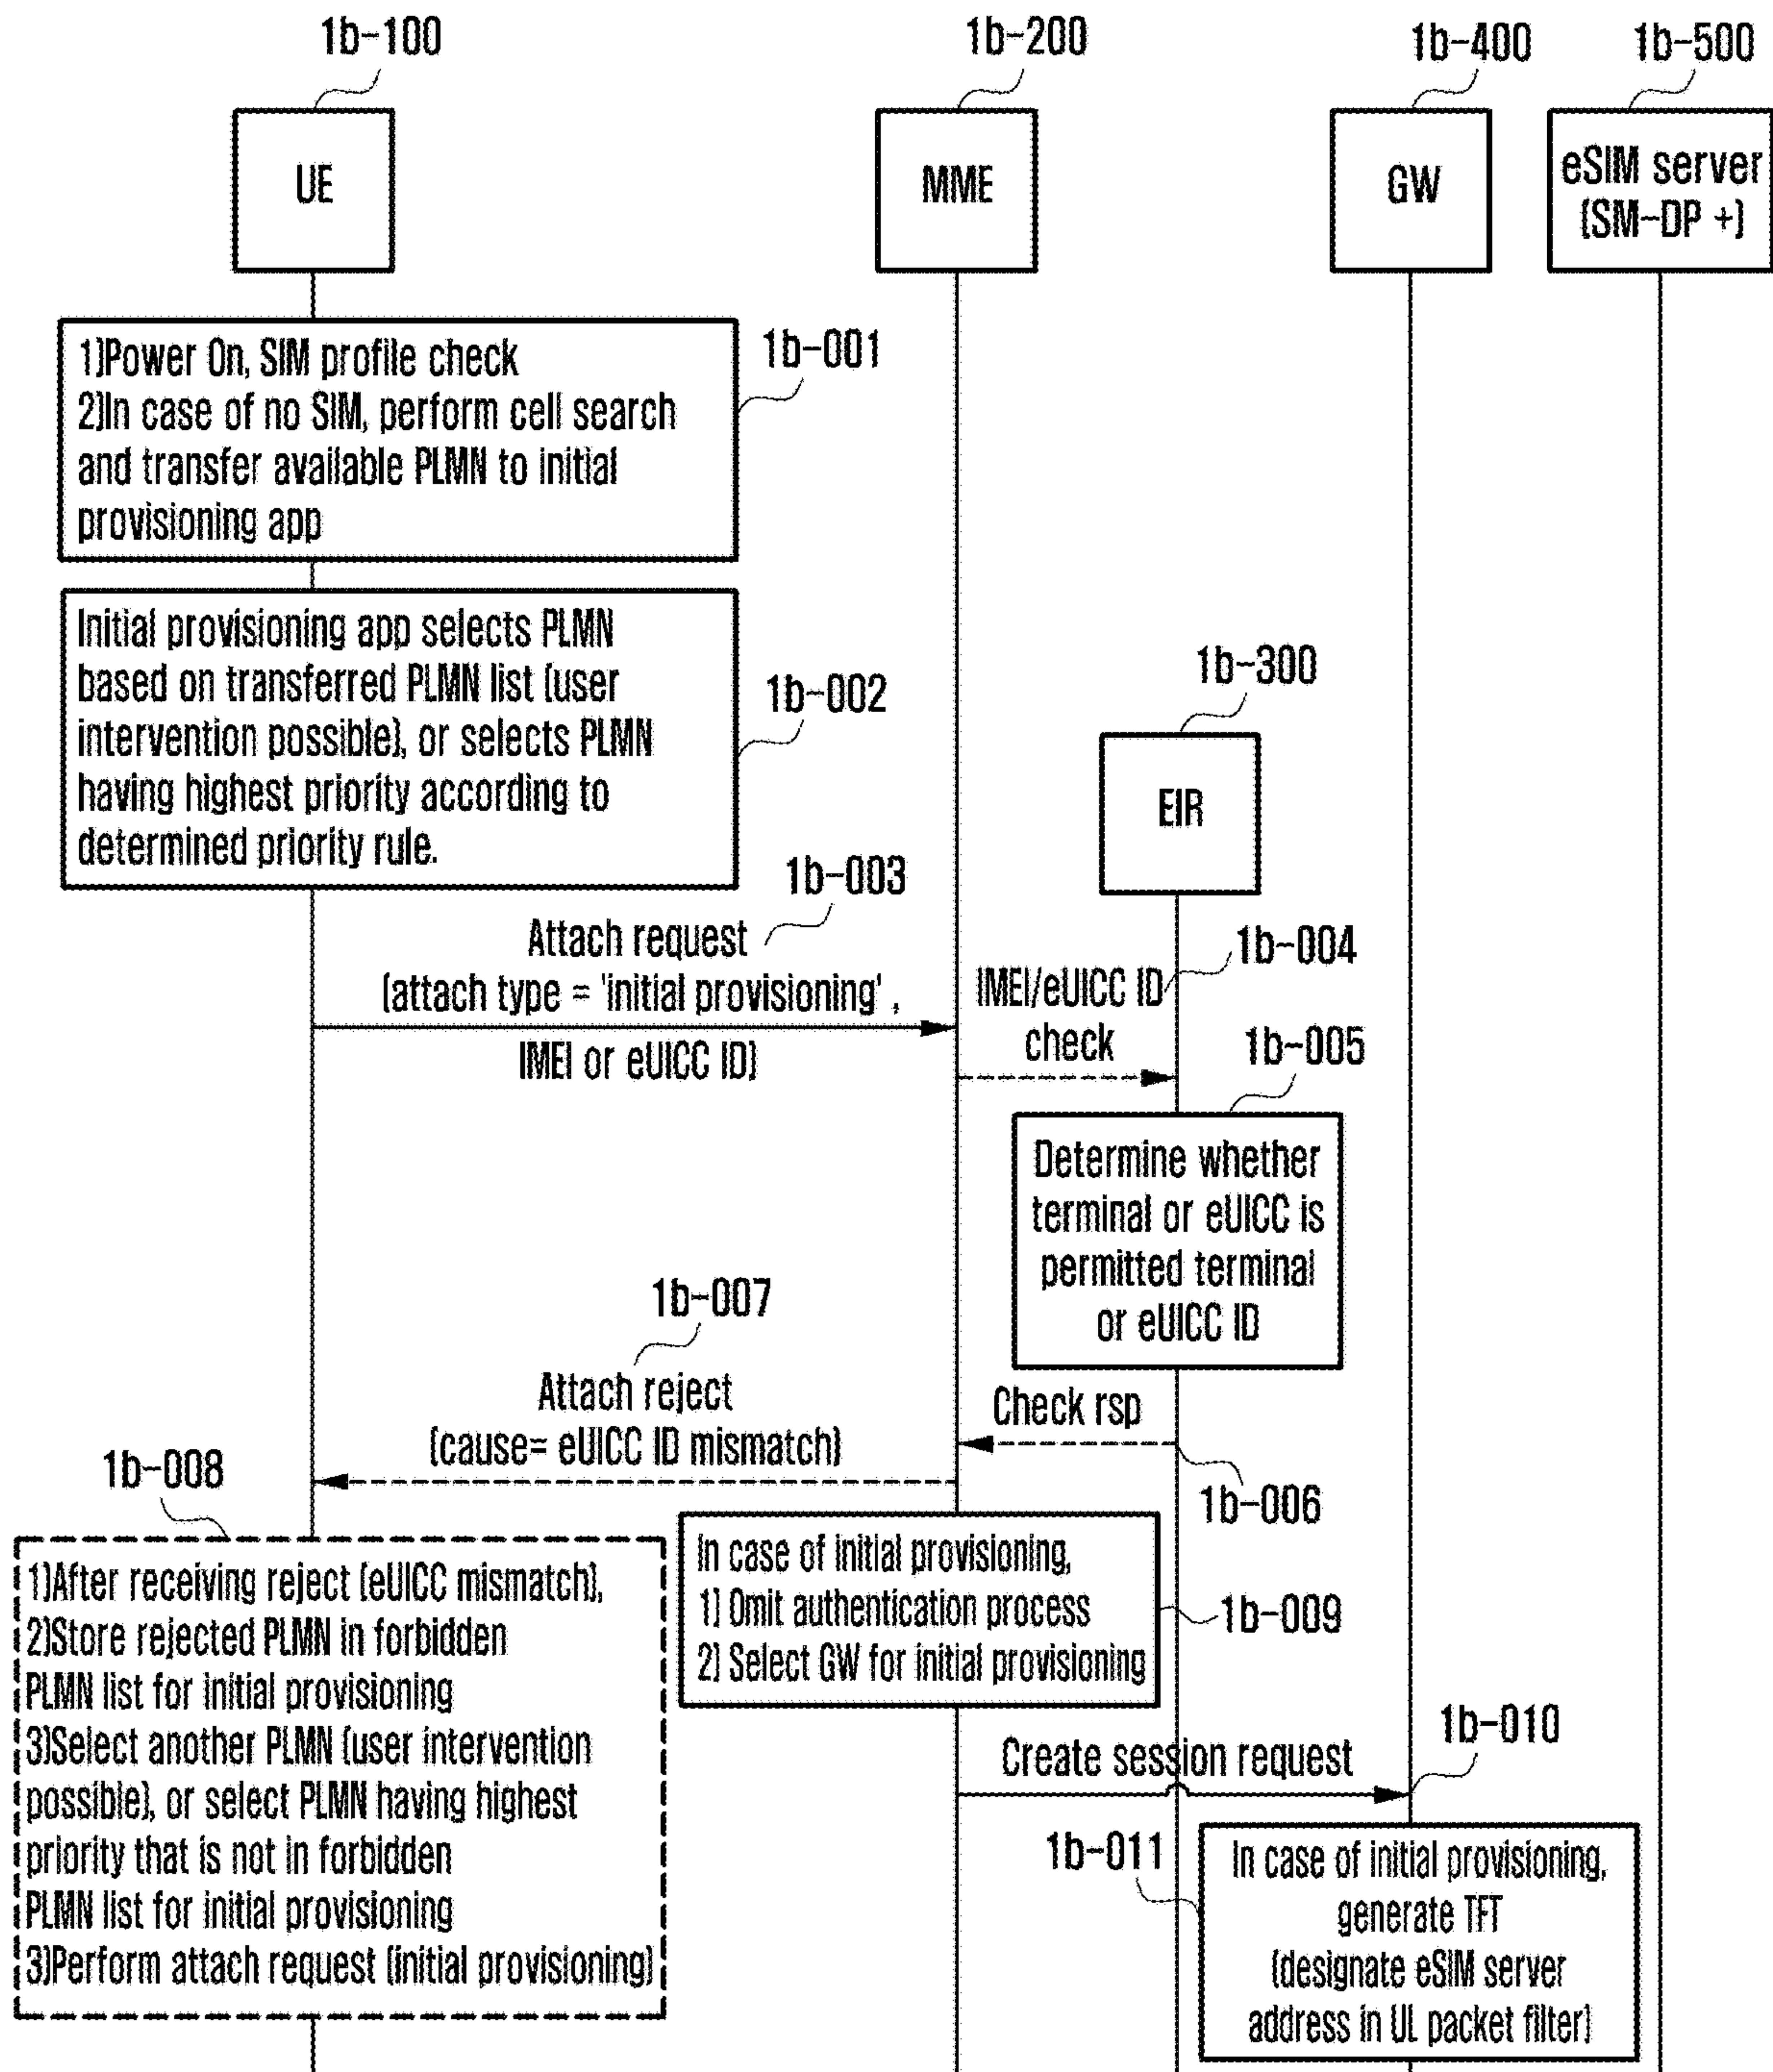 1b-100
1b-200
1b-400
1b-500
UE
MME
GW
eSIM server
(SM-DP +)
1)Power On, SIM profile check
2)In case of no SIM, perform cell search
and transfer available PLMN to initial
provisioning app
1b-001
Initial provisioning app selects PLMN
based on transferred PLMN list (user
intervention possible), or selects PLMN
having highest priority according to
determined priority rule.
1b-002
1b-300
EIR
1b-003
Attach request
(attach type = 'initial provisioning' ,
IMEI or eUICC ID)
1b-004
IMEI/eUICC ID
check
1b-005
Determine whether
terminal or eUICC is
permitted terminal
or eUICC ID
1b-007
Attach reject
(cause= eUICC ID mismatch)
Check rsp
1b-006
1b-008
1)After receiving reject (eUICC mismatch),
2)Store rejected PLMN in forbidden
PLMN list for initial provisioning
3)Select another PLMN (user intervention
possible), or select PLMN having highest
priority that is not in forbidden
PLMN list for initial provisioning
3)Perform attach request (initial provisioning)
In case of initial provisioning,
1) Omit authentication process
2) Select GW for initial provisioning
1b-009
Create session request
1b-010
1b-011
In case of initial provisioning,
generate TFT
(designate eSIM server
address in UL packet filter)